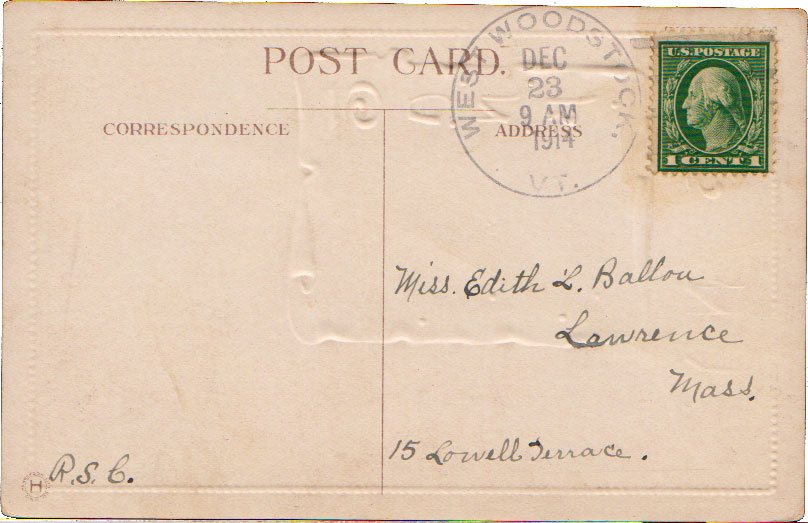 POST CARD.
WEST WOODSTOCK,
DEC
23
9 AM
1914
VT.
U.S. POSTAGE
1 CENT 1
CORRESPONDENCE
ADDRESS
Miss. Edith L. Ballou
Lawrence
Mass.
15 Lowell Terrace.
R.S.C.
H